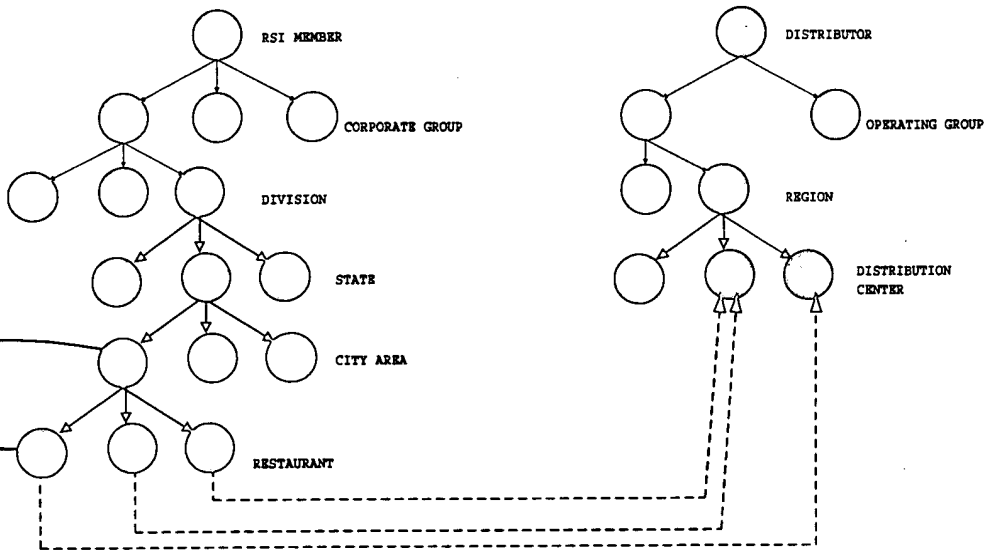 RSI MEMBER
DISTRIBUTOR
CORPORATE GROUP
OPERATING GROUP
DIVISION
REGION
STATE
DISTRIBUTION
CENTER
CITY AREA
RESTAURANT